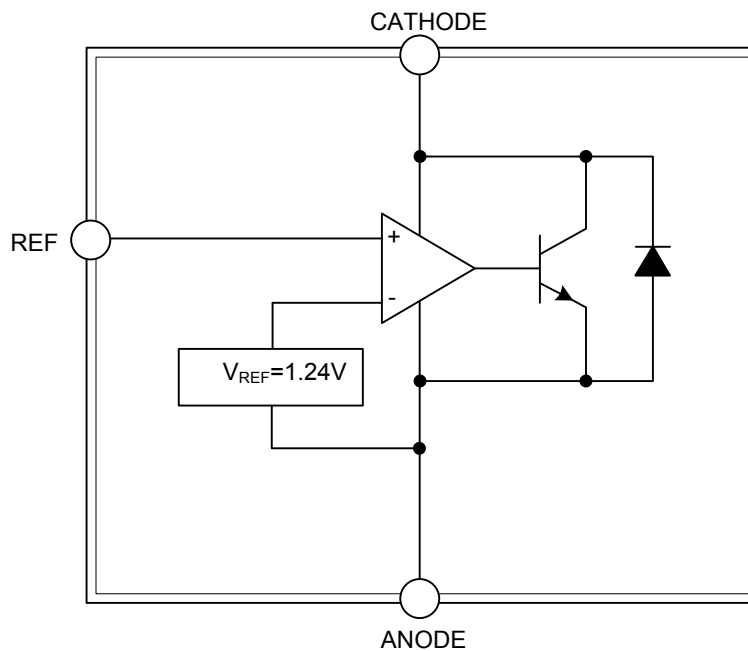 CATHODE
REF
+
-
VREF=1.24V
ANODE